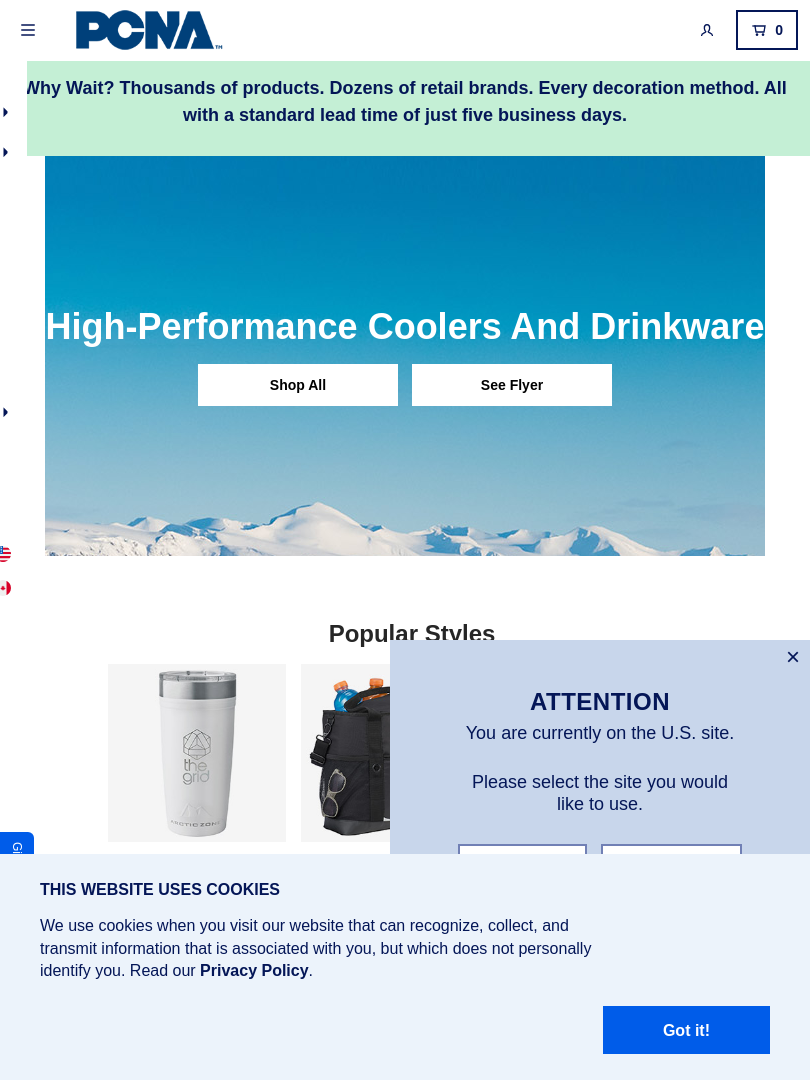 PCNA
TM
0
Why Wait? Thousands of products. Dozens of retail brands. Every decoration method. All
with a standard lead time of just five business days.
High-Performance Coolers And Drinkware
Shop All
See Flyer
Popular Styles
the
grid
ARCTIC ZONE
ATTENTION
You are currently on the U.S. site.
Please select the site you would
like to use.
THIS WEBSITE USES COOKIES
We use cookies when you visit our website that can recognize, collect, and
transmit information that is associated with you, but which does not personally
identify you. Read our Privacy Policy.
Got it!